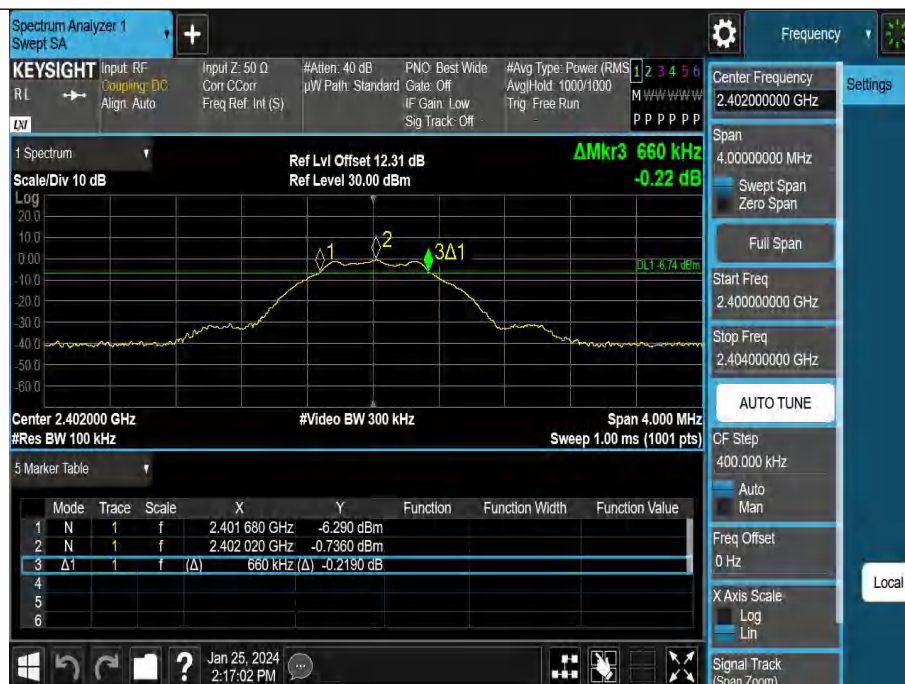 Spectrum Analyzer 1
Swept SA
+
Frequency
KEYSIGHT
RL
LXI
Input: RF
Coupling: DC
Align: Auto
Input Z: 50 Ω
Corr CCorr
Freq Ref: Int (S)
#Atten: 40 dB
µW Path: Standard
PNO: Best Wide
Gate: Off
IF Gain: Low
Sig Track: Off
#Avg Type: Power (RMS
Avg|Hold: 1000/1000
Trig: Free Run
1 2 3 4 5 6
M W W W W W
P P P P P P
1 Spectrum
Scale/Div 10 dB
Ref Lvl Offset 12.31 dB
Ref Level 30.00 dBm
ΔMkr3 660 kHz
-0.22 dB
Log
20.0
10.0
0.00
-10.0
-20.0
-30.0
-40.0
-50.0
-60.0
1
2
3Δ1
DL1 -6.74 dBm
Center 2.402000 GHz
#Res BW 100 kHz
#Video BW 300 kHz
Span 4.000 MHz
Sweep 1.00 ms (1001 pts)
5 Marker Table
Mode Trace Scale X Y Function Function Width Function Value
1 N 1 f 2.401 680 GHz -6.290 dBm
2 N 1 f 2.402 020 GHz -0.7360 dBm
3 Δ1 1 f (Δ) 660 kHz (Δ) -0.2190 dB
4
5
6
?
Jan 25, 2024
2:17:02 PM
Center Frequency
2.402000000 GHz
Span
4.00000000 MHz
Swept Span
Zero Span
Full Span
Start Freq
2.400000000 GHz
Stop Freq
2.404000000 GHz
AUTO TUNE
CF Step
400.000 kHz
Auto
Man
Freq Offset
0 Hz
X Axis Scale
Log
Lin
Signal Track
(Span Zoom)
Settings
Local